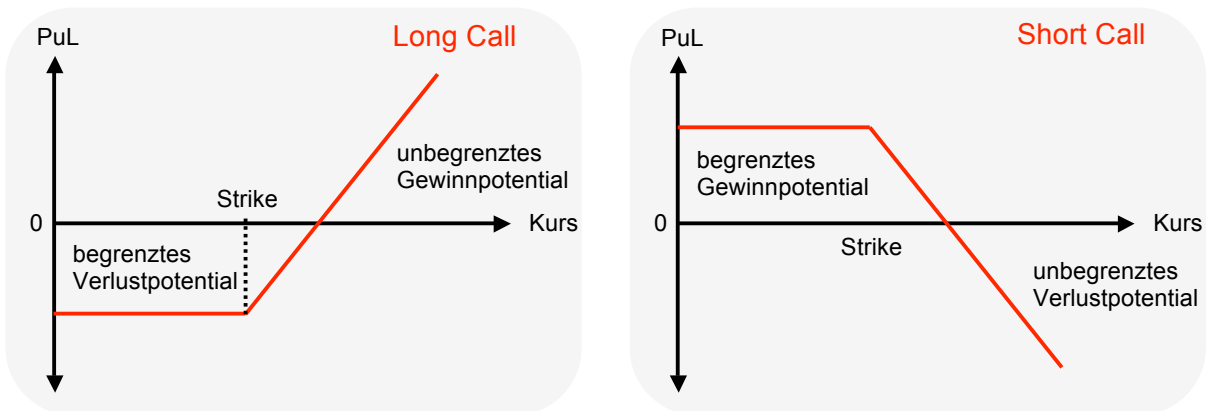 PuL
Long Call
unbegrenztes
Gewinnpotential
Strike
0
Kurs
begrenztes
Verlustpotential
PuL
Short Call
begrenztes
Gewinnpotential
0
Kurs
Strike
unbegrenztes
Verlustpotential